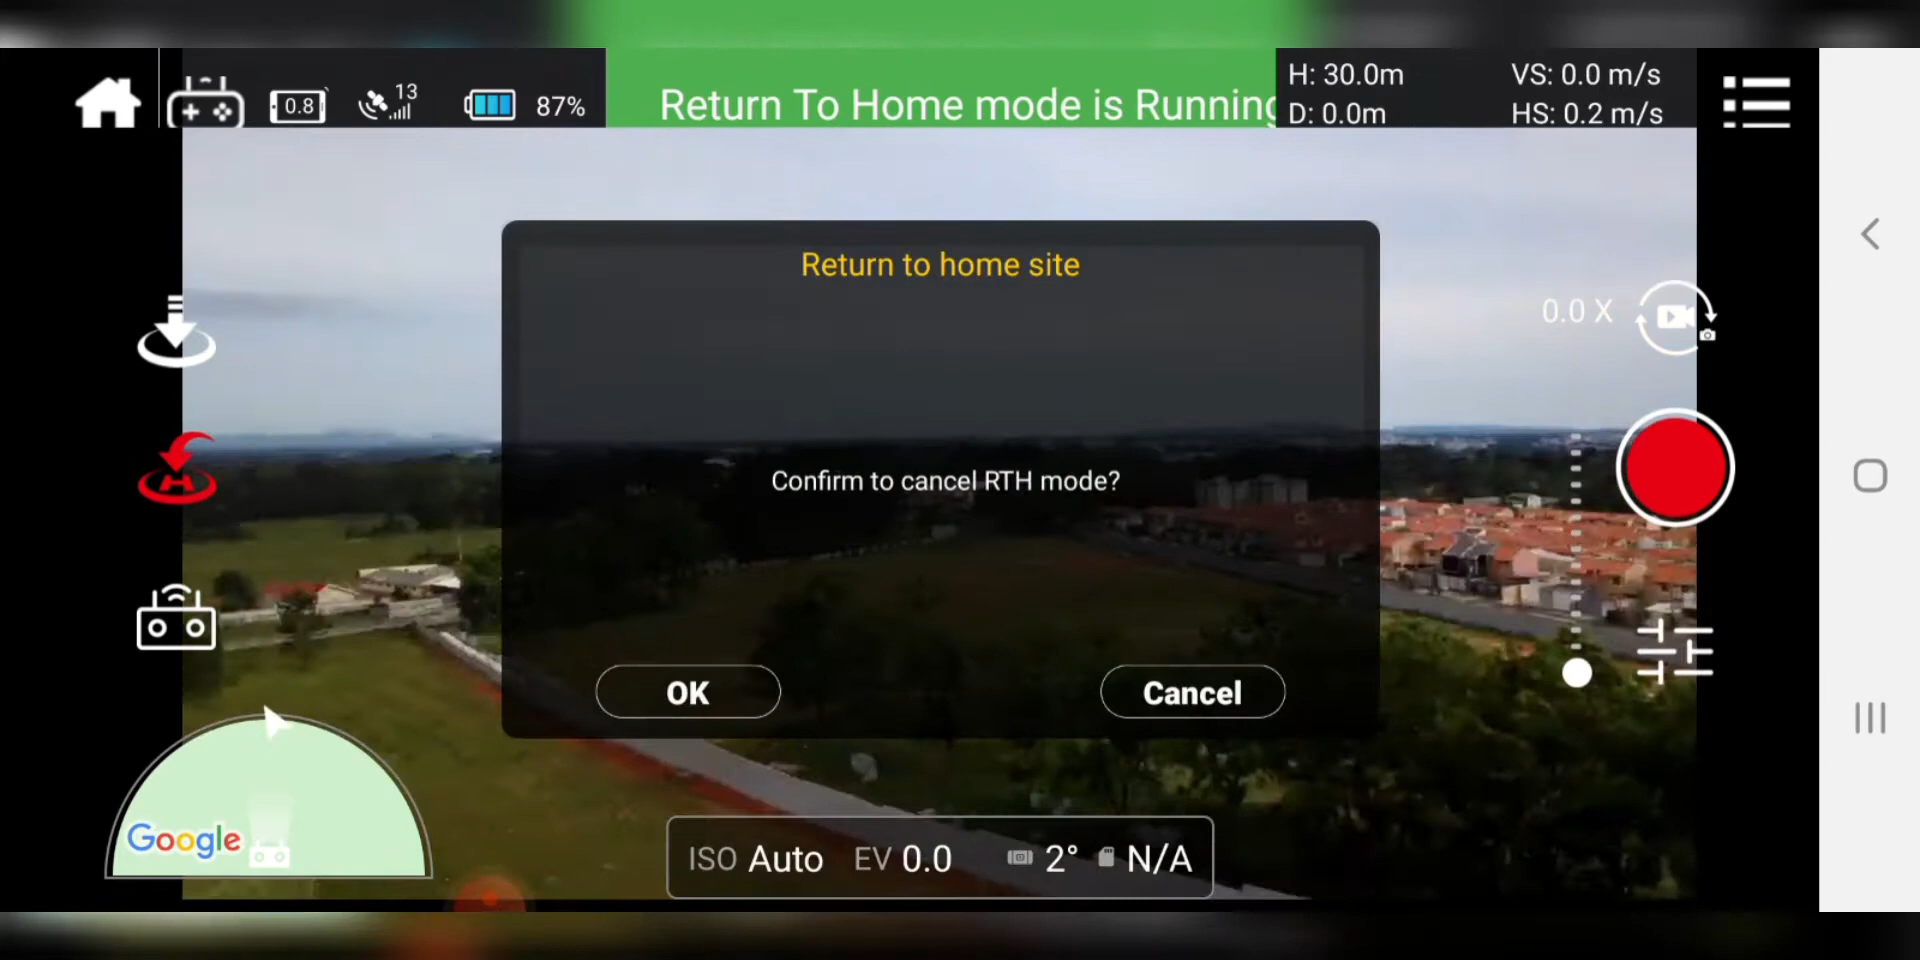 0.8
13
87%
Return To Home mode is Running
H: 30.0m
VS: 0.0 m/s
D: 0.0m
HS: 0.2 m/s
Return to home site
0.0 X
H
Confirm to cancel RTH mode?
OK
Cancel
Google
ISO Auto EV 0.0 2° N/A